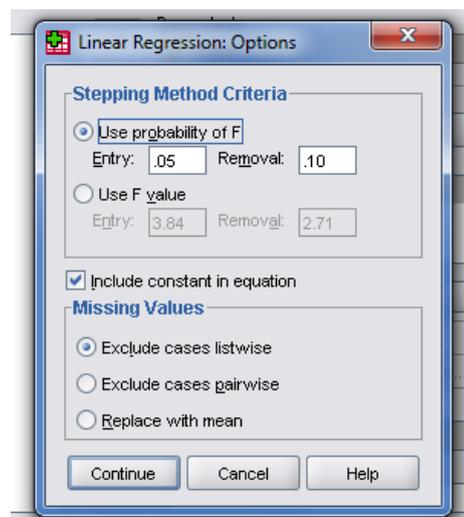 Linear Regression: Options
Stepping Method Criteria
Use probability of F
Entry: .05 Removal: .10
Use F value
Entry: 3.84 Removal: 2.71
Include constant in equation
Missing Values
Exclude cases listwise
Exclude cases pairwise
Replace with mean
Continue Cancel Help